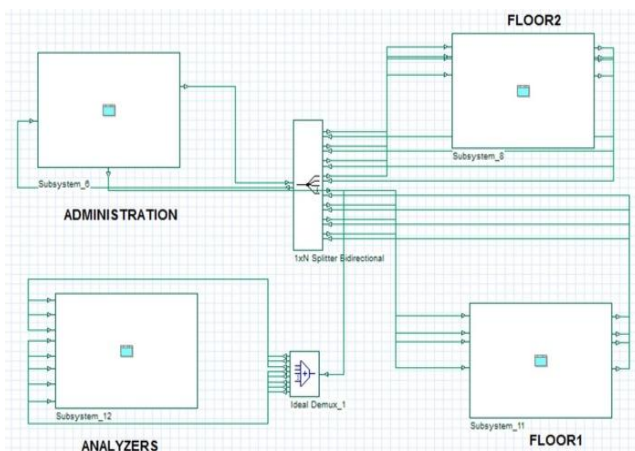 FLOOR2
Subsystem_8
Subsystem_6
ADMINISTRATION
1xN Splitter Bidirectional
Subsystem_12
Ideal Demux_1
Subsystem_11
ANALYZERS
FLOOR1